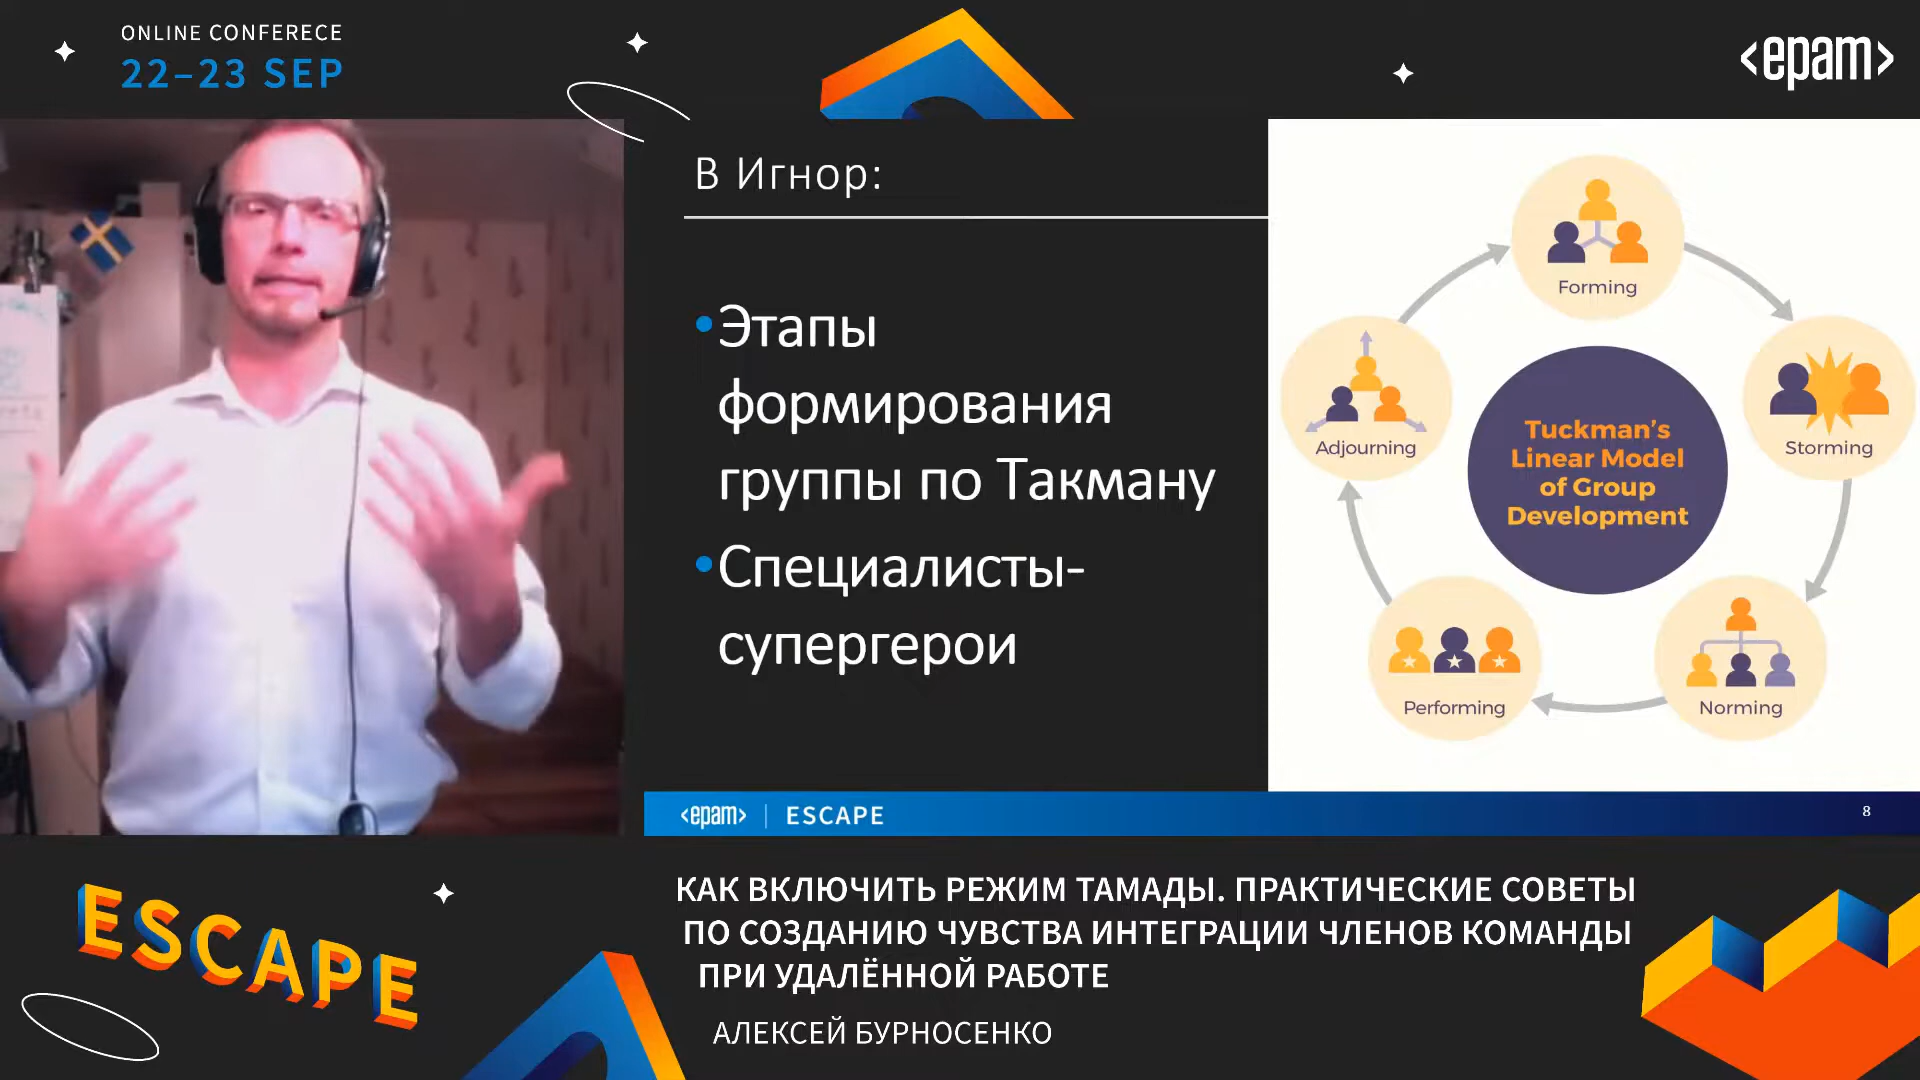 ONLINE CONFERECE
22–23 SEP
<epam>
В Игнор:
•Этапы
формирования
группы по Такману
•Специалисты-
супергерои
Forming
Storming
Norming
Performing
Adjourning
Tuckman's
Linear Model
of Group
Development
<epam> | ESCAPE
8
ESCAPE
КАК ВКЛЮЧИТЬ РЕЖИМ ТАМАДЫ. ПРАКТИЧЕСКИЕ СОВЕТЫ
ПО СОЗДАНИЮ ЧУВСТВА ИНТЕГРАЦИИ ЧЛЕНОВ КОМАНДЫ
ПРИ УДАЛЁННОЙ РАБОТЕ
АЛЕКСЕЙ БУРНОСЕНКО